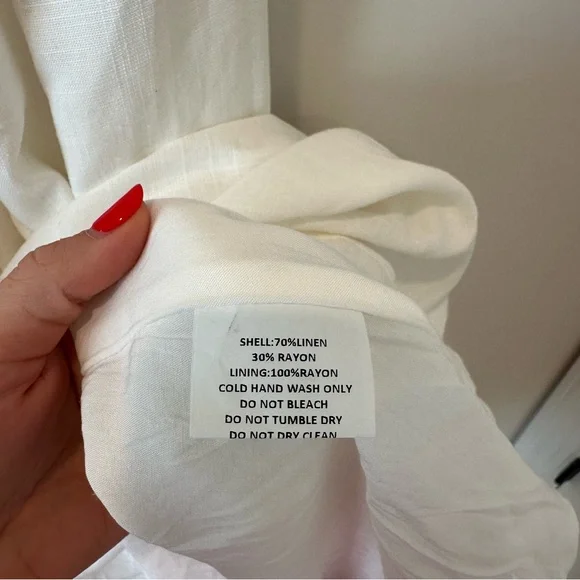 SHELL:70%LINEN
30% RAYON
LINING:100%RAYON
COLD HAND WASH ONLY
DO NOT BLEACH
DO NOT TUMBLE DRY
DO NOT DRY CLEAN